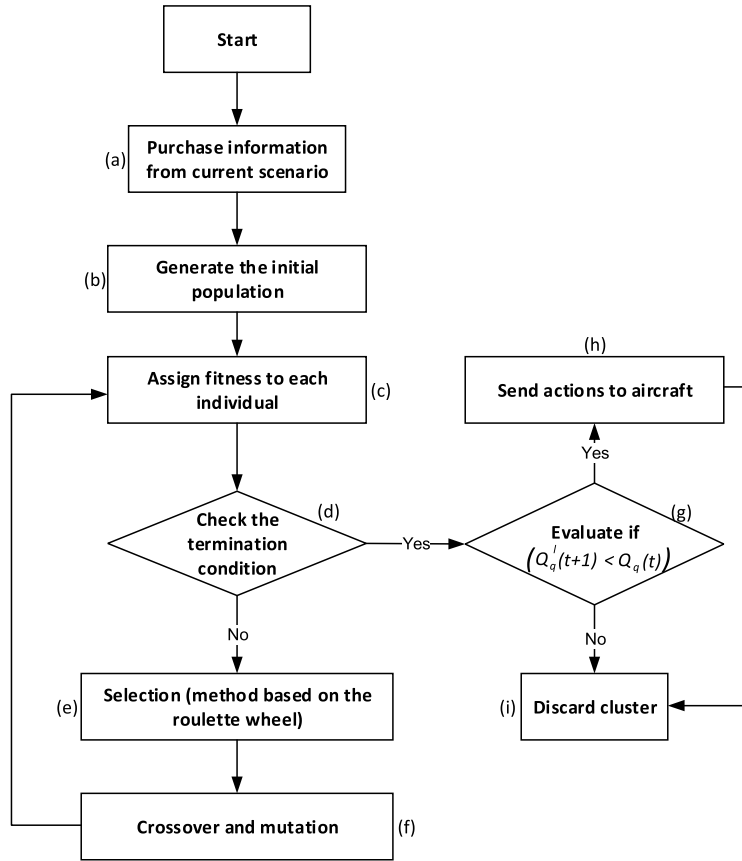 Start
(a)
Purchase information
from current scenario
(b)
Generate the initial
population
Assign fitness to each
individual
(c)
(h)
Send actions to aircraft
(d)
Check the
termination
condition
Yes
Yes
(g)
Evaluate if
(Q_q^l(t+1) < Q_q(t))
No
No
(e)
Selection (method based on the
roulette wheel)
(i)
Discard cluster
Crossover and mutation
(f)